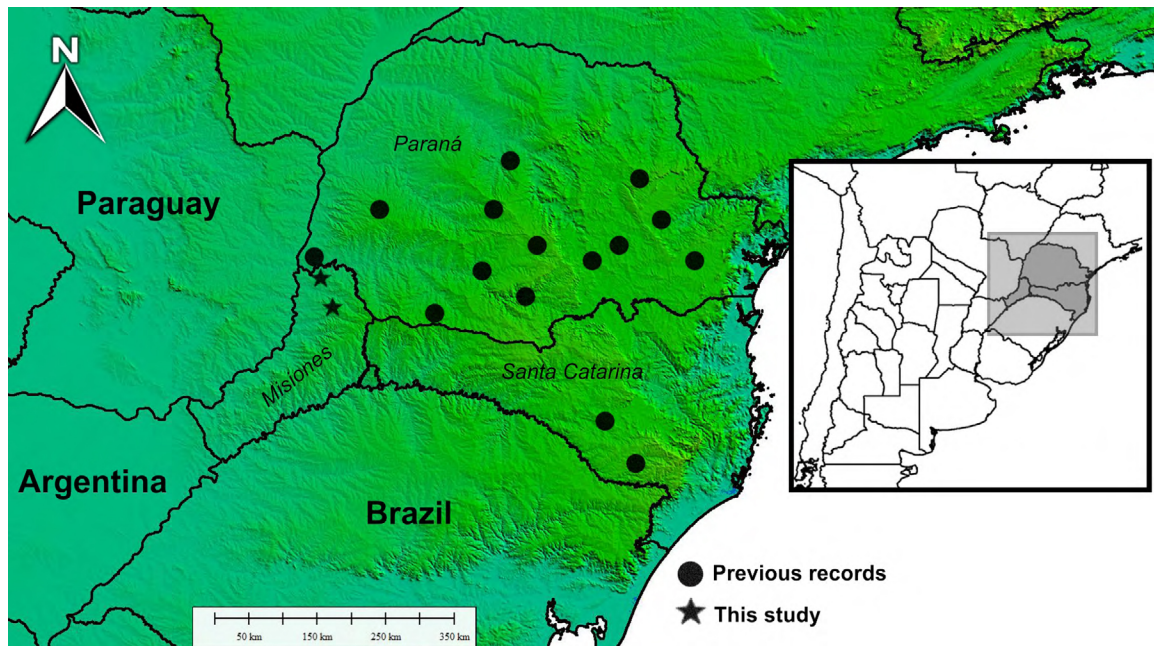 N
Paraná
Paraguay
Misiones
Santa Catarina
Argentina
Brazil
Previous records
This study
50 km 150 km 250 km 350 km